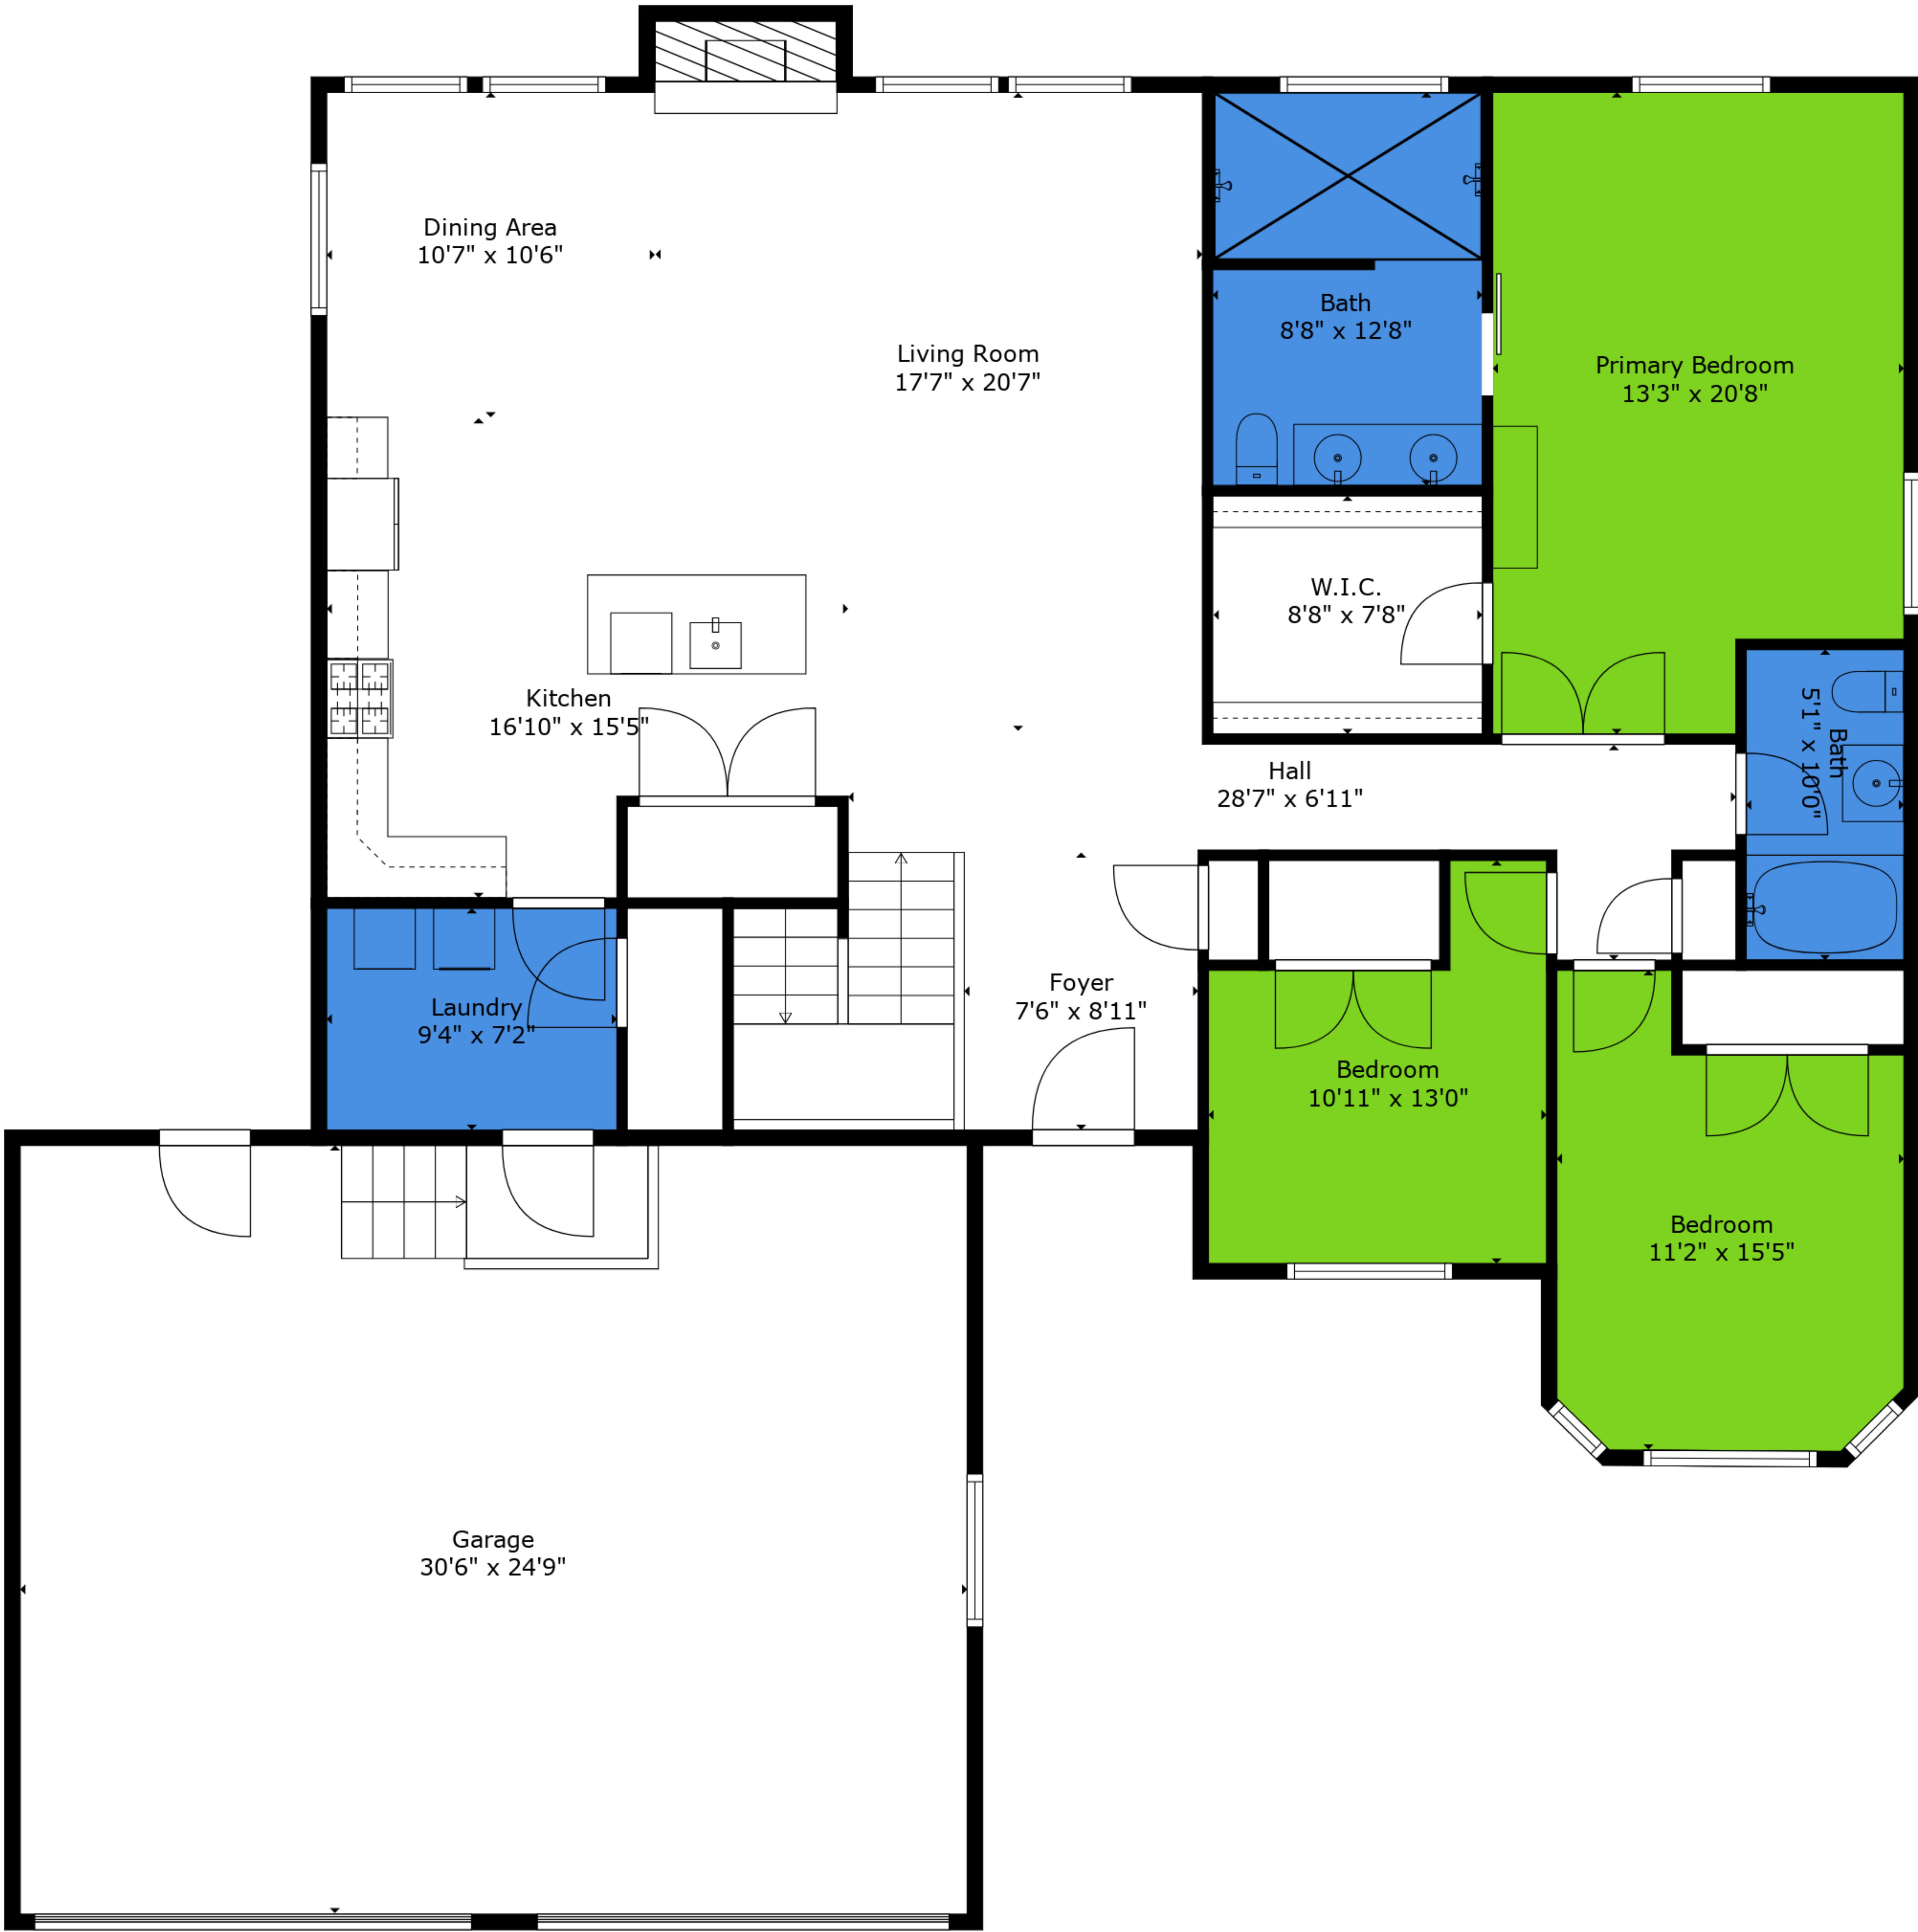 Dining Area
10'7" x 10'6"
Living Room
17'7" x 20'7"
Bath
8'8" x 12'8"
Primary Bedroom
13'3" x 20'8"
W.I.C.
8'8" x 7'8"
Kitchen
16'10" x 15'5"
Hall
28'7" x 6'11"
Bath
5'1" x 10'0"
Laundry
9'4" x 7'2"
Foyer
7'6" x 8'11"
Bedroom
10'11" x 13'0"
Bedroom
11'2" x 15'5"
Garage
30'6" x 24'9"